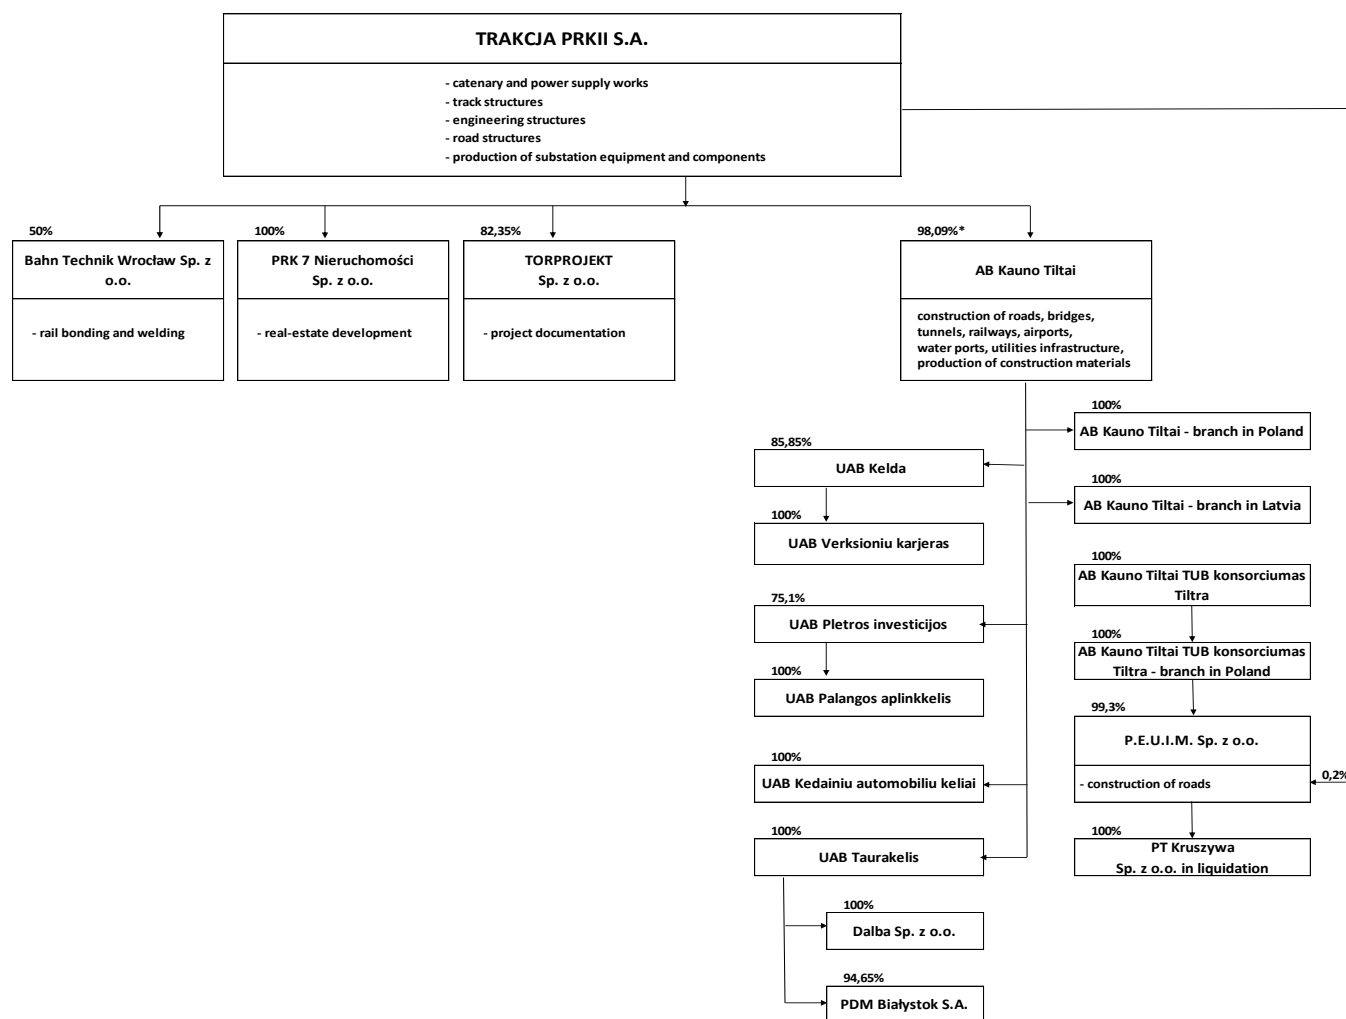 TRAKCJA PRKII S.A.
- catenary and power supply works
- track structures
- engineering structures
- road structures
- production of substation equipment and components
50%
Bahn Technik Wrocław Sp. z
o.o.
- rail bonding and welding
100%
PRK 7 Nieruchomości
Sp. z o.o.
- real-estate development
82,35%
TORPROJEKT
Sp. z o.o.
- project documentation
98,09%*
AB Kauno Tiltai
construction of roads, bridges,
tunnels, railways, airports,
water ports, utilities infrastructure,
production of construction materials
85,85%
UAB Kelda
100%
UAB Verksioniu karjeras
75,1%
UAB Pletros investicijos
100%
UAB Palangos aplinkkelis
100%
UAB Kedainiu automobiliu keliai
100%
UAB Taurakelis
100%
Dalba Sp. z o.o.
94,65%
PDM Białystok S.A.
100%
AB Kauno Tiltai - branch in Poland
100%
AB Kauno Tiltai - branch in Latvia
100%
AB Kauno Tiltai TUB konsorciumas
Tiltra
100%
AB Kauno Tiltai TUB konsorciumas
Tiltra - branch in Poland
99,3%
P.E.U.I.M. Sp. z o.o.
- construction of roads
0,2%
100%
PT Kruszywa
Sp. z o.o. in liquidation